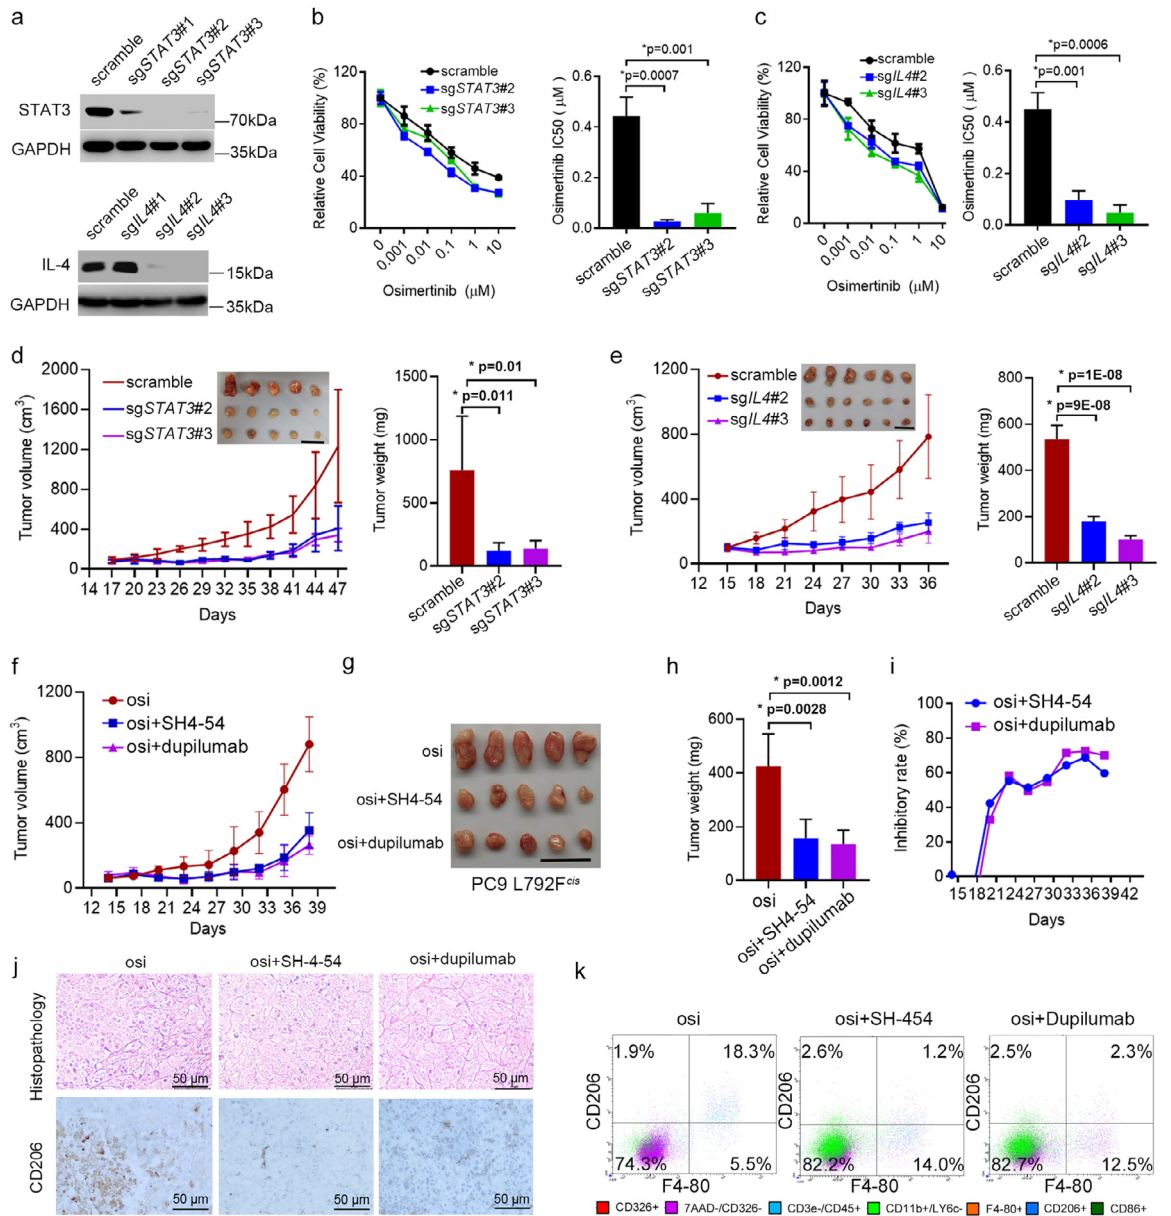 a
scramble
sgSTAT3#1
sgSTAT3#2
sgSTAT3#3
STAT3
70kDa
GAPDH
35kDa
scramble
sgIL4#1
sgIL4#2
sgIL4#3
IL-4
15kDa
GAPDH
35kDa
b
Relative Cell Viability (%)
120
80
40
0
scramble
sgSTAT3#2
sgSTAT3#3
0
0.001
0.01
0.1
1
10
Osimertinib (μM)
Osimertinib IC50 (μM)
0.6
0.4
0.2
0.0
*p=0.001
*p=0.0007
scramble
sgSTAT3#2
sgSTAT3#3
c
Relative Cell Viability (%)
120
80
40
0
scramble
sgIL4#2
sgIL4#3
0
0.001
0.01
0.1
1
10
Osimertinib (μM)
Osimertinib IC50 (μM)
0.6
0.4
0.2
0.0
*p=0.0006
*p=0.001
scramble
sgIL4#2
sgIL4#3
d
Tumor volume (cm3)
2000
1600
1200
800
400
0
scramble
sgSTAT3#2
sgSTAT3#3
14 17 20 23 26 29 32 35 38 41 44 47
Days
Tumor weight (mg)
1500
1000
500
0
* p=0.01
* p=0.011
scramble
sgSTAT3#2
sgSTAT3#3
e
Tumor volume (cm3)
1200
800
400
0
scramble
sgIL4#2
sgIL4#3
12 15 18 21 24 27 30 33 36
Days
Tumor weight (mg)
800
600
400
200
0
* p=1E-08
* p=9E-08
scramble
sgIL4#2
sgIL4#3
f
Tumor volume (cm3)
1200
800
400
0
osi
osi+SH4-54
osi+dupilumab
12 15 18 21 24 27 30 33 36 39
Days
g
osi
osi+SH4-54
osi+dupilumab
PC9 L792Fcis
h
Tumor weight (mg)
600
400
200
0
* p=0.0012
* p=0.0028
osi
osi+SH4-54
osi+dupilumab
i
Inhibitory rate (%)
100
80
60
40
20
0
osi+SH4-54
osi+dupilumab
15 18 21 24 27 30 33 36 39 42
Days
j
osi
osi+SH-4-54
osi+dupilumab
Histopathology
50 μm
50 μm
50 μm
CD206
50 μm
50 μm
50 μm
k
osi
osi+SH-454
osi+Dupilumab
CD206
1.9% 18.3%
74.3% 5.5%
F4-80
CD206
2.6% 1.2%
82.2% 14.0%
F4-80
CD206
2.5% 2.3%
82.7% 12.5%
F4-80
CD326+ 7AAD-/CD326- CD3e-/CD45+ CD11b+/LY6c- F4-80+ CD206+ CD86+